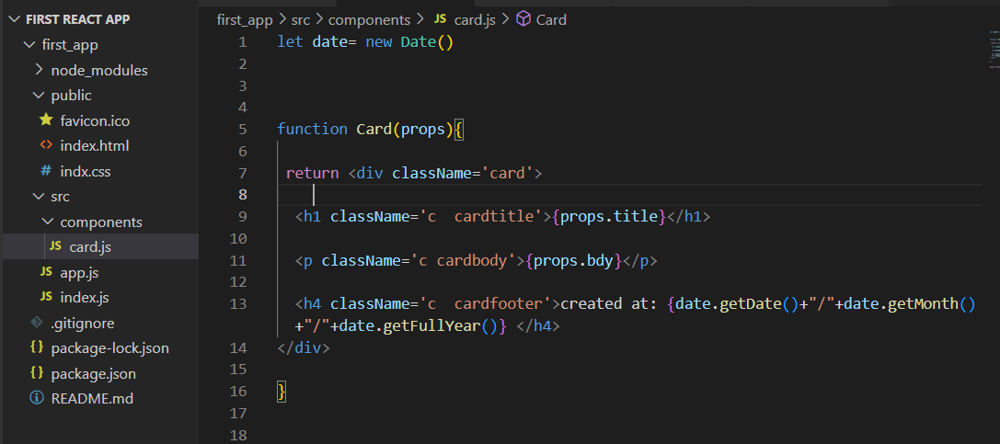 FIRST REACT APP
first_app
node_modules
public
favicon.ico
<> index.html
# indx.css
src
components
JS card.js
JS app.js
JS index.js
.gitignore
{} package-lock.json
{} package.json
README.md
first_app > src > components > JS card.js > Card
1 let date= new Date()
2
3
4
5 function Card(props){
6
7 return <div className='card'>
8
9 <h1 className='c  cardtitle'>{props.title}</h1>
10
11 <p className='c cardbody'>{props.bdy}</p>
12
13 <h4 className='c  cardfooter'>created at: {date.getDate()+"/"+date.getMonth()
+"/"+date.getFullYear()} </h4>
14 </div>
15
16 }
17
18